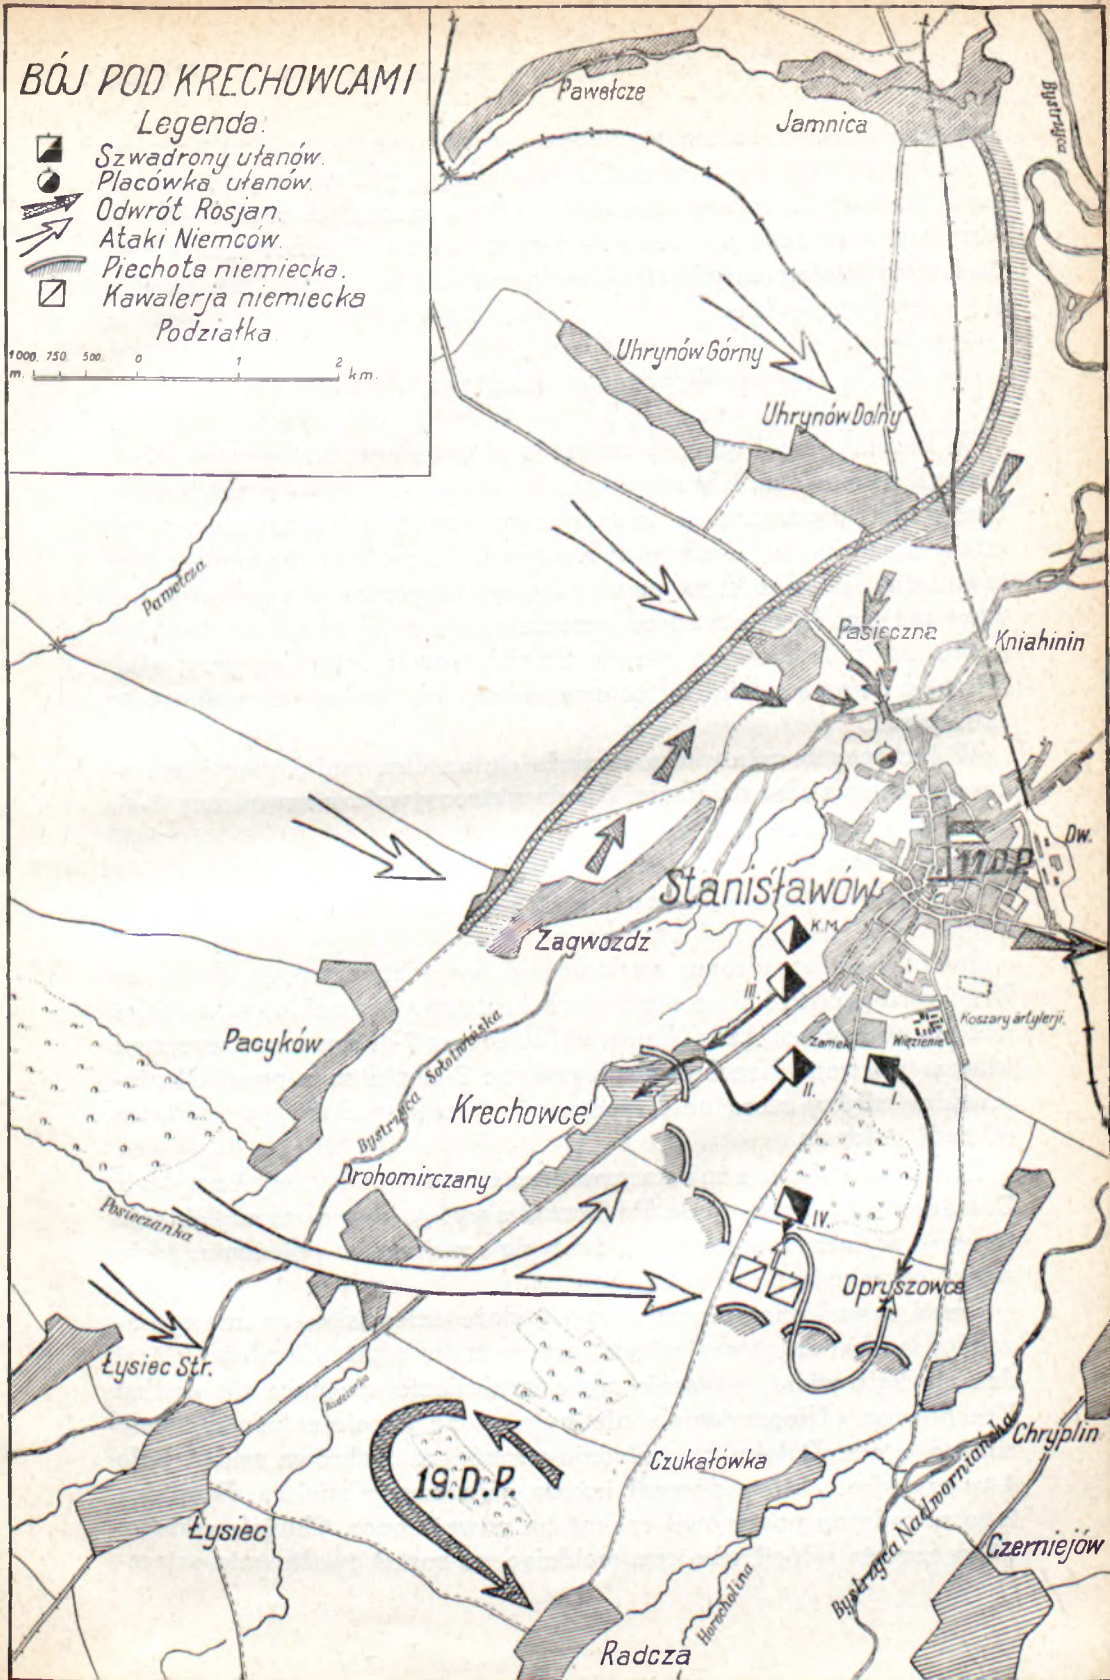 BÓJ POD KRECHOWCAMI
Legenda:
Szwadrony ułanów.
Placówka ułanów.
Odwrót Rosjan.
Ataki Niemców.
Piechota niemiecka.
Kawalerja niemiecka
Podziałka
1000. 750. 500. 0 1 2
m. km.
Pawełcze
Jamnica
Bystrzyca
Uhrynów Górny
Uhrynów Dolny
Pawełcza
Pasieczna
Kniahinin
Dw.
11.D.P.
Stanisławów
K.M.
Zagwoźdź
III.
Koszary artylerji.
Zamek
Więzienie
Pacyków
Bystrzyca Sołotwińska
II.
I.
Krechowce
Drohomirczany
Posieczanka
IV.
Opryszowce
Łysiec Str.
Radczanka
Chryplin
Czukałówka
19.D.P.
Łysiec
Bystrzyca Nadworniańska
Czerniejów
Horocholina
Radcza